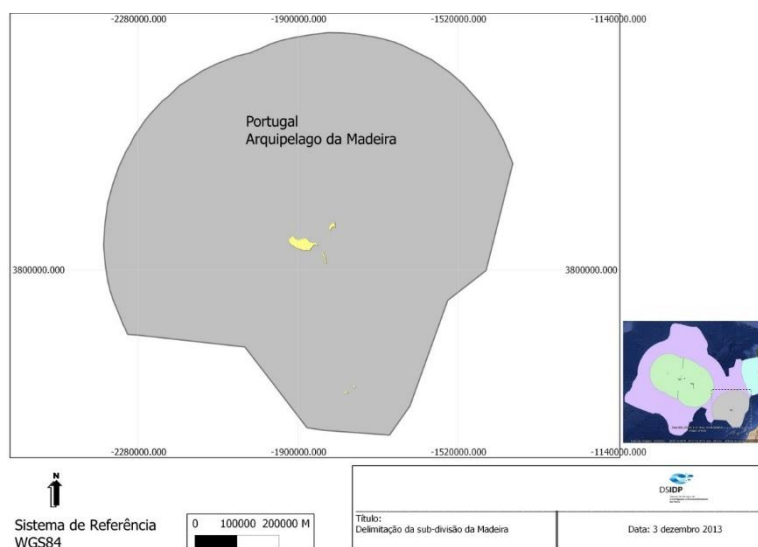 -2280000.000 -1900000.000 -1520000.000 -1140000.000
Portugal
Arquipelago da Madeira
3800000.000 3800000.000
-2280000.000 -1900000.000 -1520000.000 -1140000.000
N
Sistema de Referência
WGS84
0 100000 200000 M
DSIDP
Título:
Delimitação da sub-divisão da Madeira
Data: 3 dezembro 2013